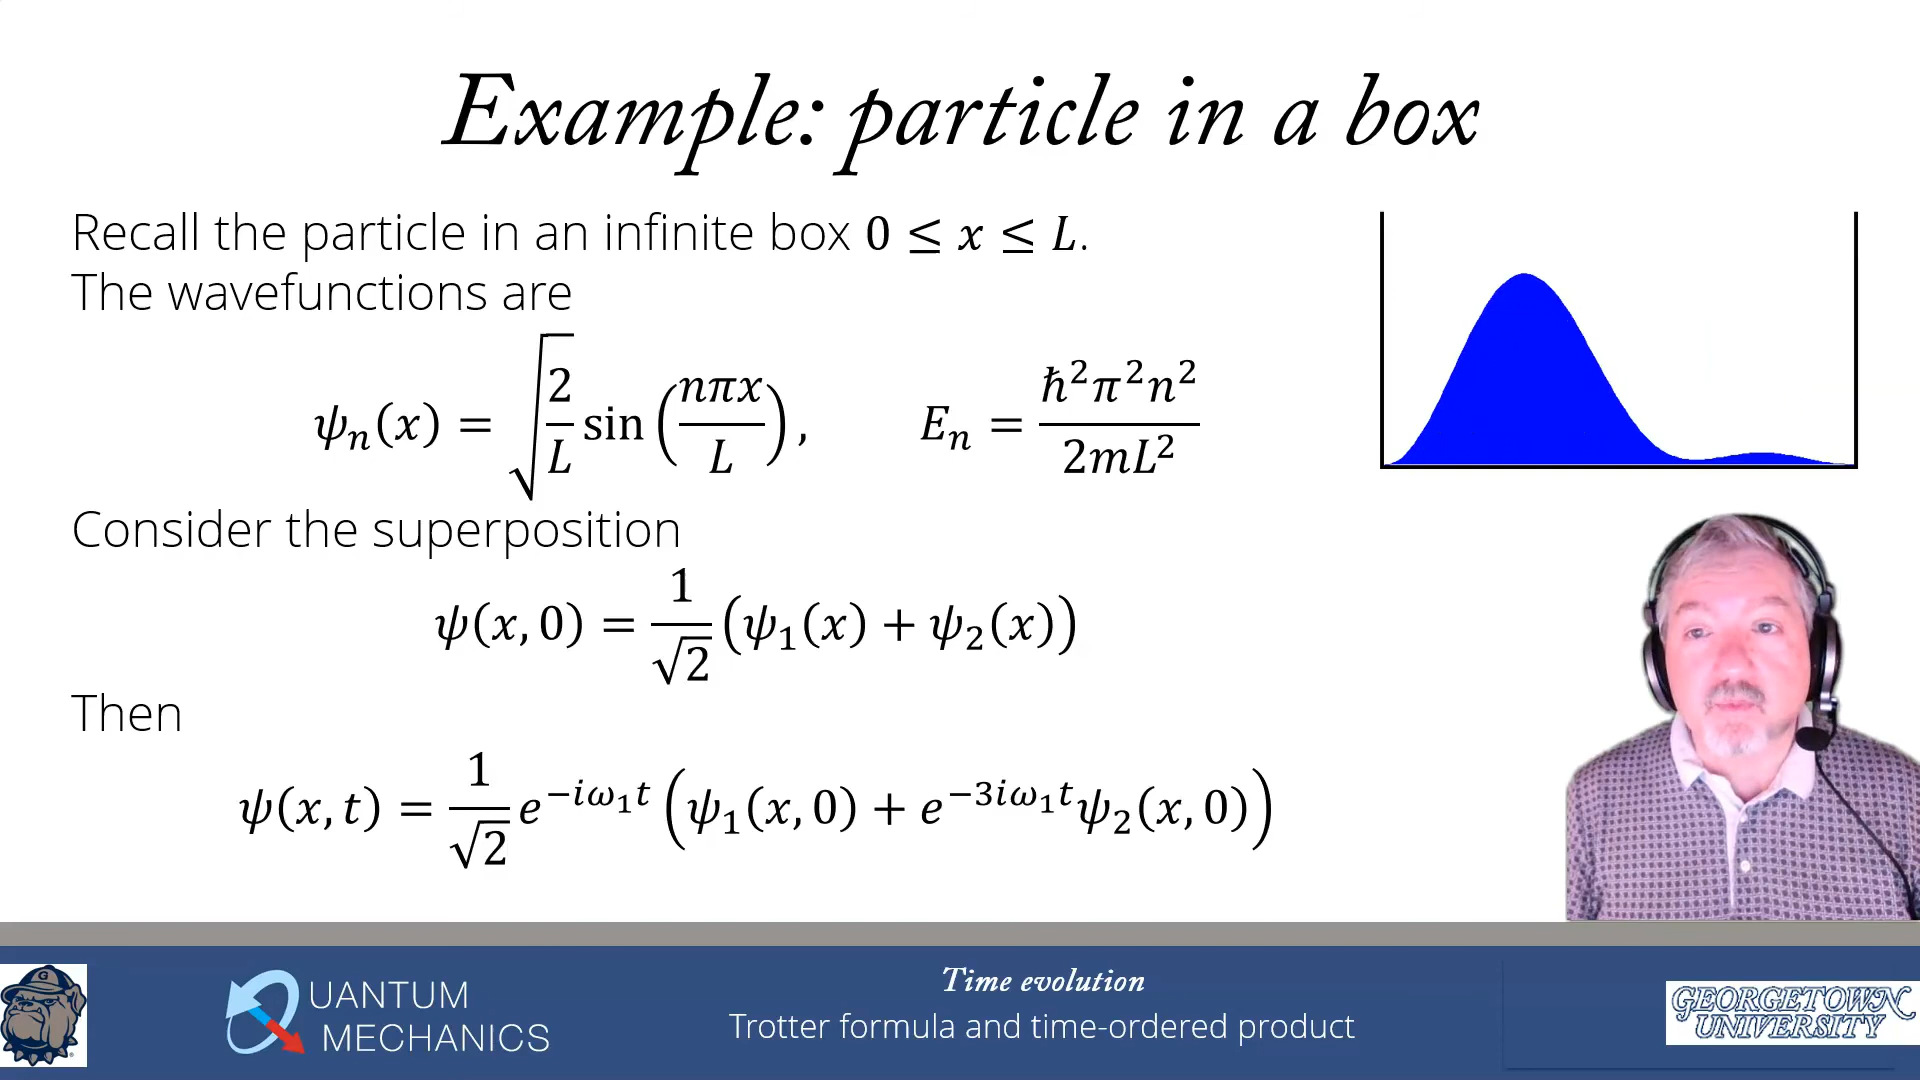 Example: particle in a box
Recall the particle in an infinite box 0 ≤ x ≤ L.
The wavefunctions are
ψₙ(x) = √(2/L) sin(nπx/L), Eₙ = ħ²π²n²/2mL²
Consider the superposition
ψ(x, 0) = 1/√2 (ψ₁(x) + ψ₂(x))
Then
ψ(x, t) = 1/√2 e^{−iω₁t} (ψ₁(x, 0) + e^{−3iω₁t}ψ₂(x, 0))
G
QUANTUM
MECHANICS
Time evolution
Trotter formula and time-ordered product
GEORGETOWN
UNIVERSITY